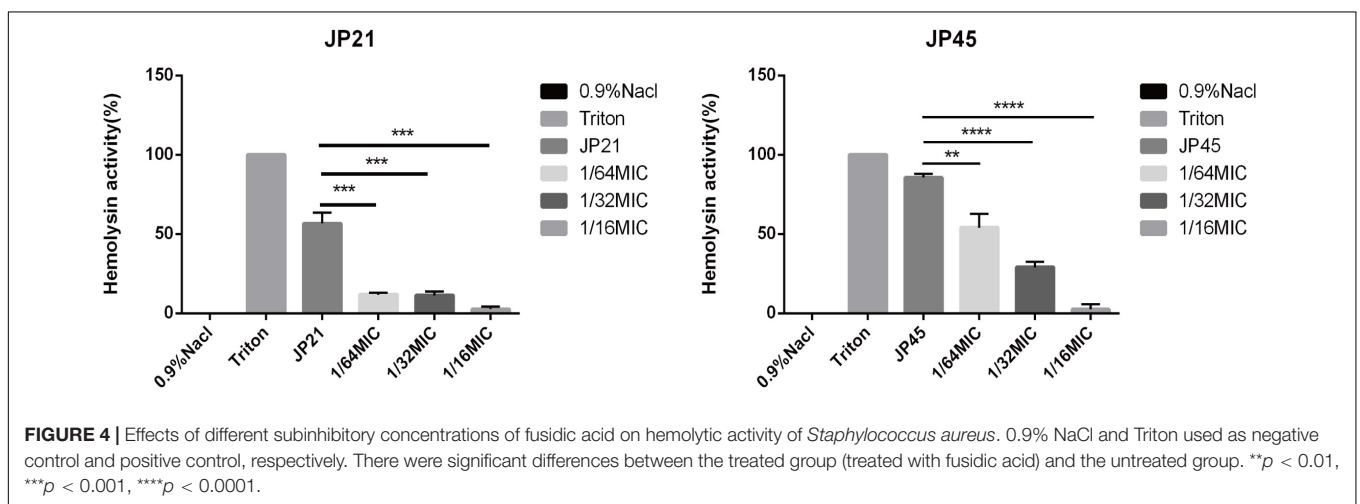 JP21
Hemolysin activity(%)
150
100
50
0
***
***
***
0.9%Nacl
Triton
JP21
1/64MIC
1/32MIC
1/16MIC
0.9%Nacl
Triton
JP21
1/64MIC
1/32MIC
1/16MIC
JP45
Hemolysin activity(%)
150
100
50
0
****
****
**
0.9%Nacl
Triton
JP45
1/64MIC
1/32MIC
1/16MIC
0.9%Nacl
Triton
JP45
1/64MIC
1/32MIC
1/16MIC
FIGURE 4 | Effects of different subinhibitory concentrations of fusidic acid on hemolytic activity of Staphylococcus aureus. 0.9% NaCl and Triton used as negative
control and positive control, respectively. There were significant differences between the treated group (treated with fusidic acid) and the untreated group. **p < 0.01,
***p < 0.001, ****p < 0.0001.